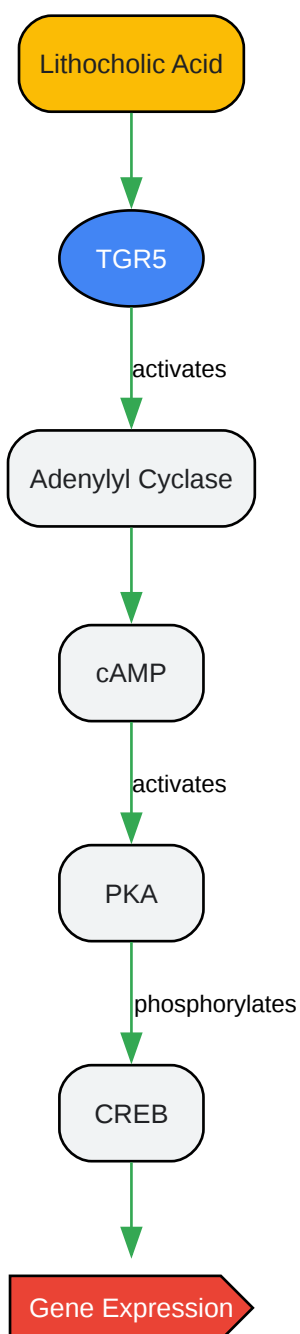 Lithocholic Acid
TGR5
activates
Adenylyl Cyclase
cAMP
activates
PKA
phosphorylates
CREB
Gene Expression